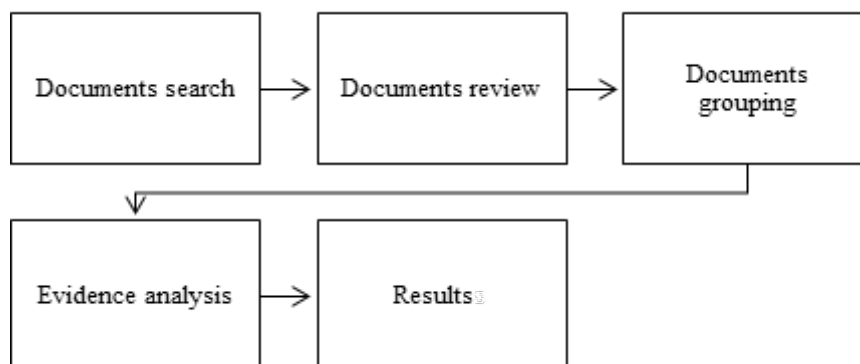 Documents search
Documents review
Documents
grouping
Evidence analysis
Results